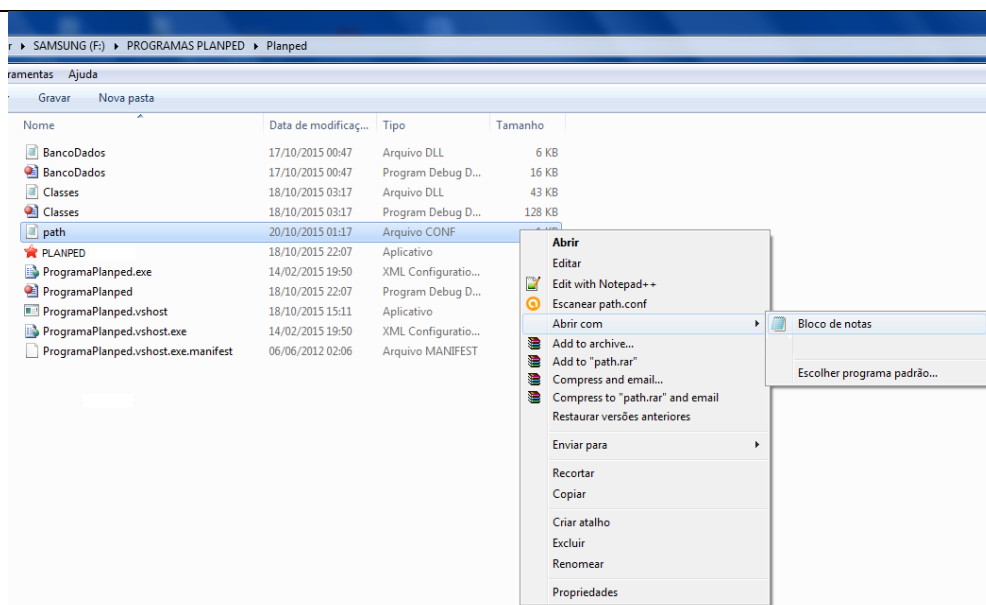 r ▸ SAMSUNG (F:) ▸ PROGRAMAS PLANPED ▸ Planped
ramentas Ajuda
Gravar Nova pasta
Nome Data de modificaç... Tipo Tamanho
BancoDados 17/10/2015 00:47 Arquivo DLL 6 KB
BancoDados 17/10/2015 00:47 Program Debug D... 16 KB
Classes 18/10/2015 03:17 Arquivo DLL 43 KB
Classes 18/10/2015 03:17 Program Debug D... 128 KB
path 20/10/2015 01:17 Arquivo CONF
PLANPED 18/10/2015 22:07 Aplicativo
ProgramaPlanped.exe 14/02/2015 19:50 XML Configuratio...
ProgramaPlanped 18/10/2015 22:07 Program Debug D...
ProgramaPlanped.vshost 18/10/2015 15:11 Aplicativo
ProgramaPlanped.vshost.exe 14/02/2015 19:50 XML Configuratio...
ProgramaPlanped.vshost.exe.manifest 06/06/2012 02:06 Arquivo MANIFEST
Abrir
Editar
Edit with Notepad++
Escanear path.conf
Abrir com
Add to archive...
Add to "path.rar"
Compress and email...
Compress to "path.rar" and email
Restaurar versões anteriores
Enviar para
Recortar
Copiar
Criar atalho
Excluir
Renomear
Propriedades
Bloco de notas
Escolher programa padrão...